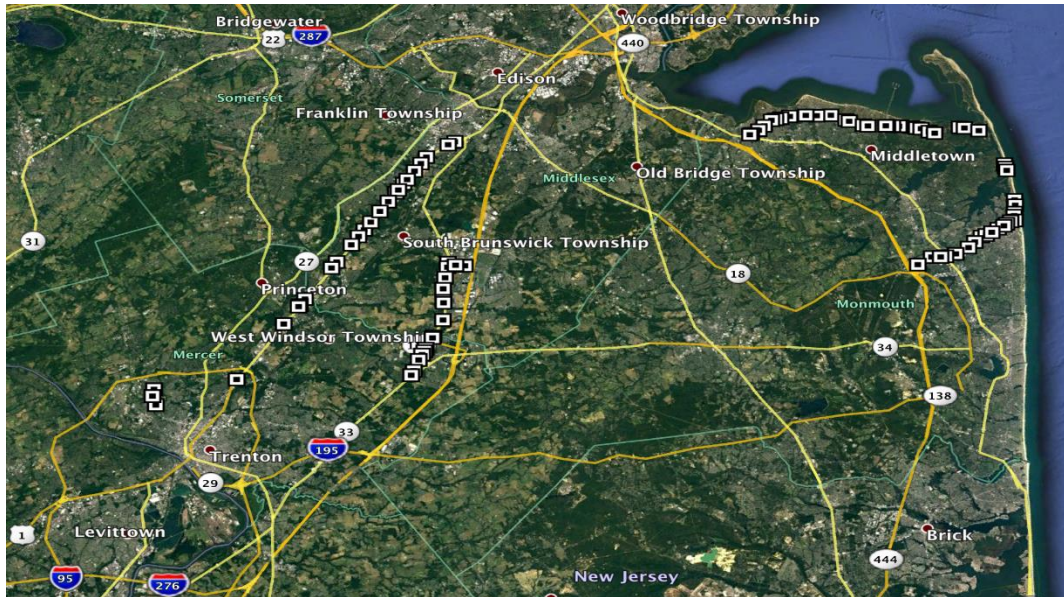 Woodbridge Township
Bridgewater
22
287
440
Edison
Somerset
Franklin Township
Middletown
Middlesex
Old Bridge Township
31
South Brunswick Township
27
18
Princeton
Monmouth
West Windsor Township
34
Mercer
138
33
195
Trenton
29
1
Levittown
Brick
444
95
276
New Jersey